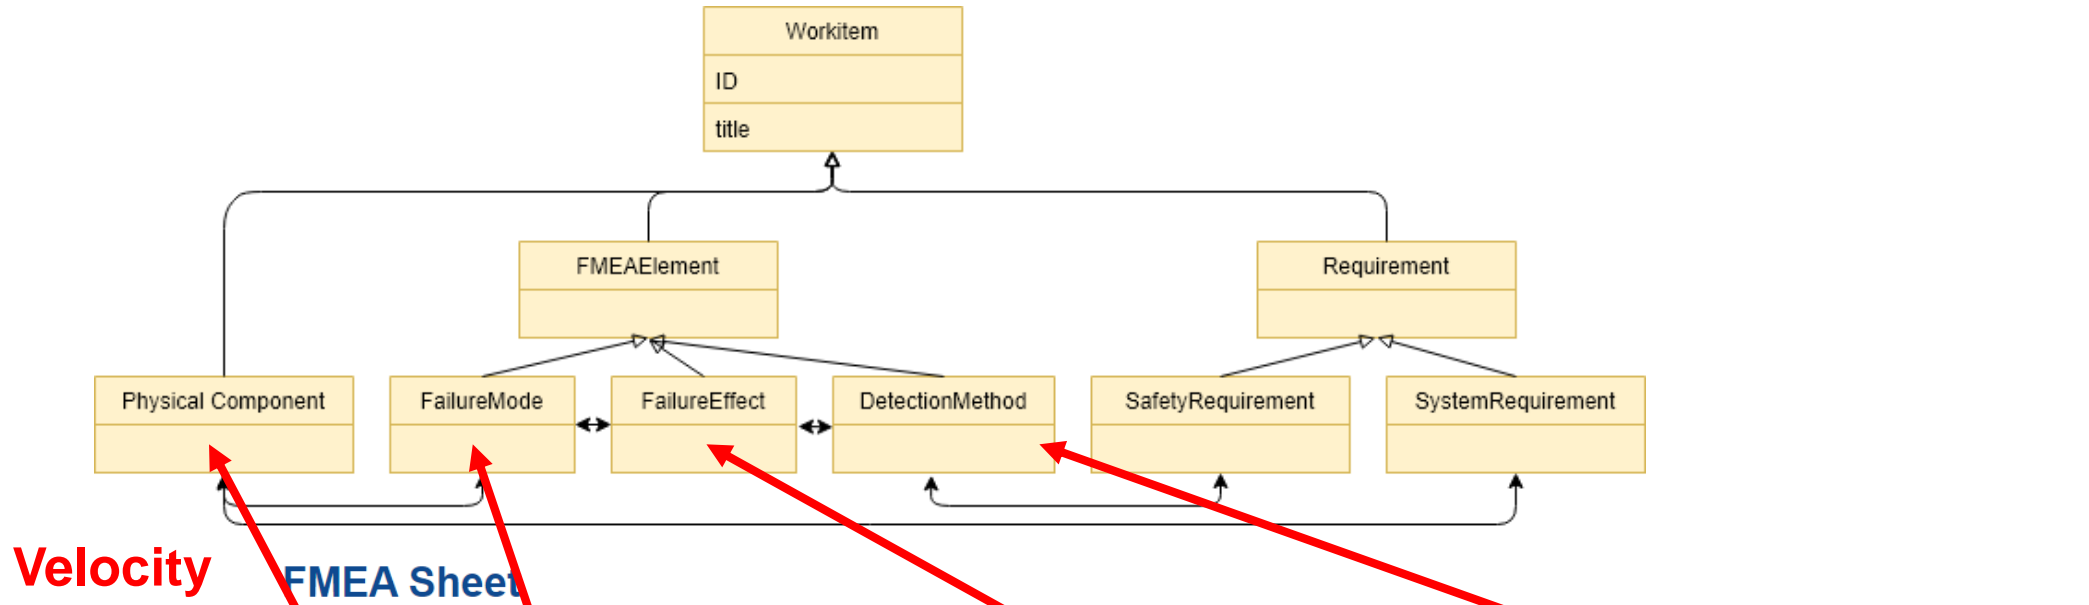 Workitem
ID
title
FMEAElement
Requirement
Physical Component
FailureMode
FailureEffect
DetectionMethod
SafetyRequirement
SystemRequirement
Velocity
FMEA Sheet